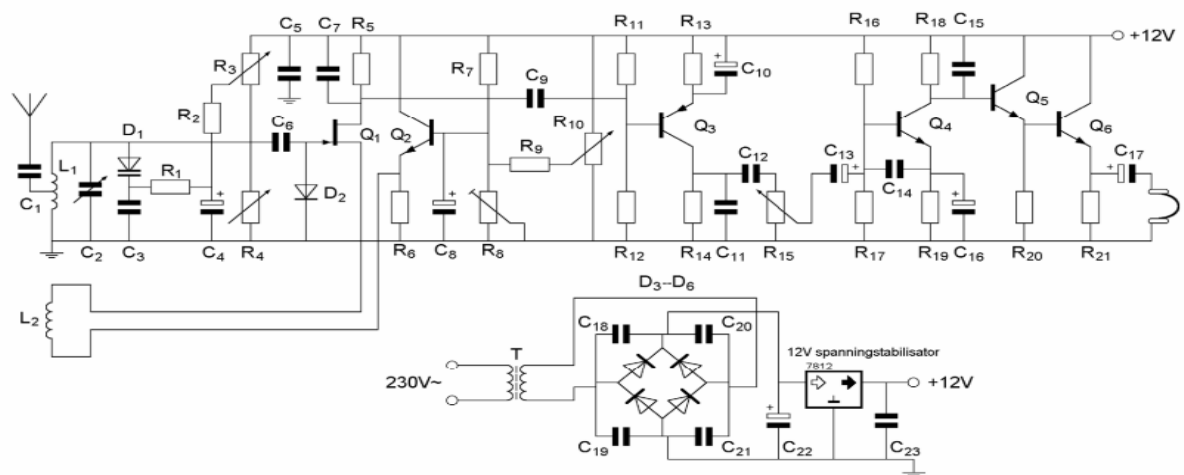 R₁₁ R₁₃ R₁₆ R₁₈ C₁₅
C₅ C₇ R₅
+12V
R₃ R₇ C₉ + C₁₀
R₂ R₁₀ Q₅
D₁ C₆ Q₁ Q₂ Q₃ Q₄ Q₆
L₁ R₁ R₉ C₁₂ C₁₃ C₁₇
C₁ + D₂ + + C₁₄ + +
C₂ C₃ C₄ R₄ R₆ C₈ R₈ R₁₂ R₁₄ C₁₁ R₁₅ R₁₇ R₁₉ C₁₆ R₂₀ R₂₁
D₃--D₆
L₂
C₁₈ C₂₀
T 12V spanningstabilisator
7812
230V~ +12V
+
C₁₉ C₂₁ C₂₂ C₂₃